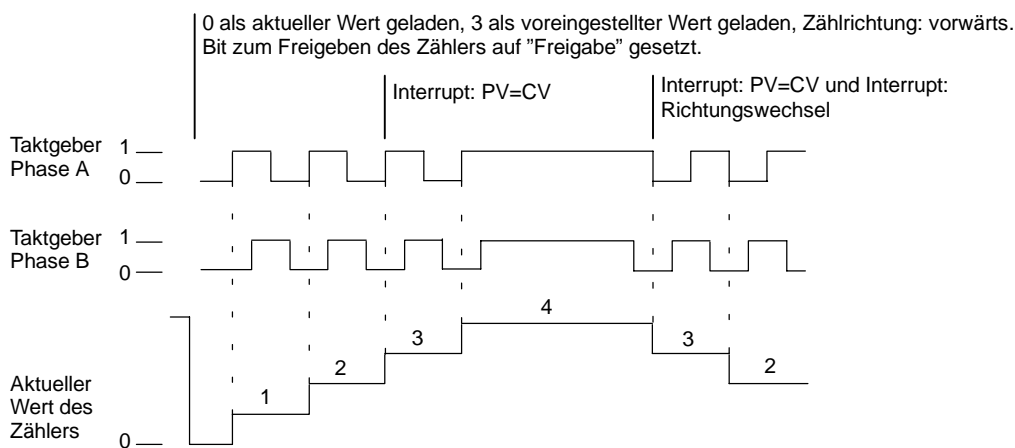 0 als aktueller Wert geladen, 3 als voreingestellter Wert geladen, Zählrichtung: vorwärts.
Bit zum Freigeben des Zählers auf ”Freigabe” gesetzt.
Interrupt: PV=CV
Interrupt: PV=CV und Interrupt:
Richtungswechsel
Taktgeber 1
Phase A 0
Taktgeber 1
Phase B 0
4
3
3
2
2
1
Aktueller
Wert des
Zählers 0